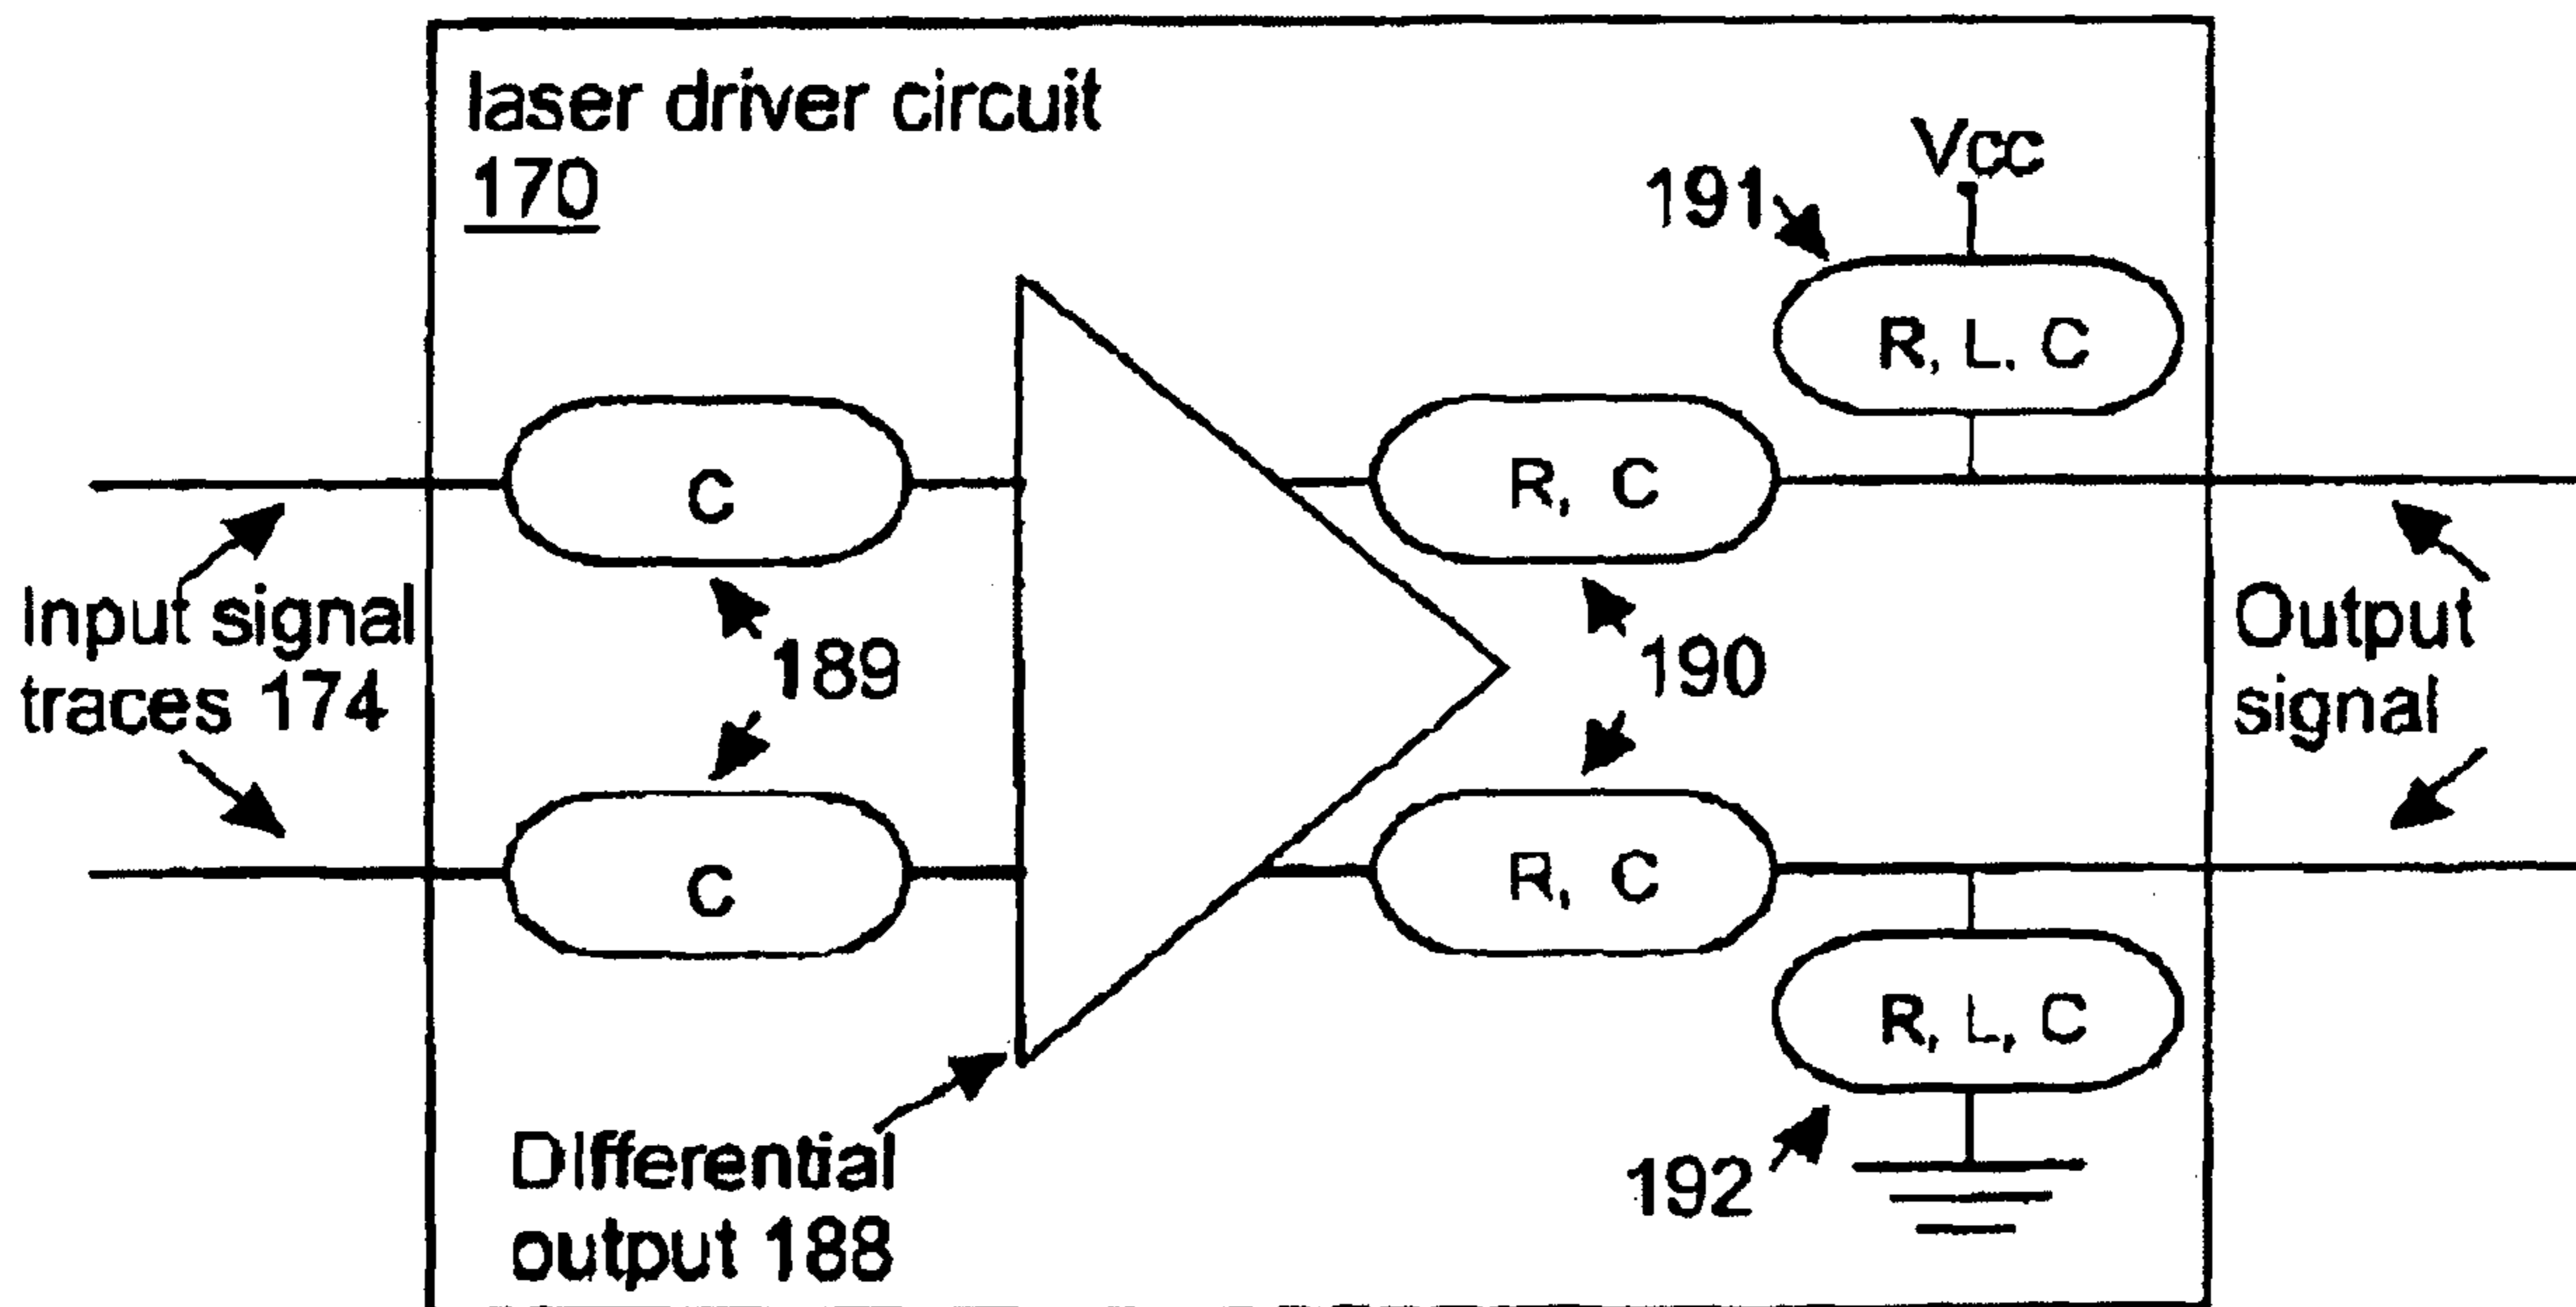 laser driver circuit
170
Vcc
191
R, L, C
C
R, C
Input signal
traces 174
189
190
Output
signal
C
R, C
R, L, C
Differential
output 188
192